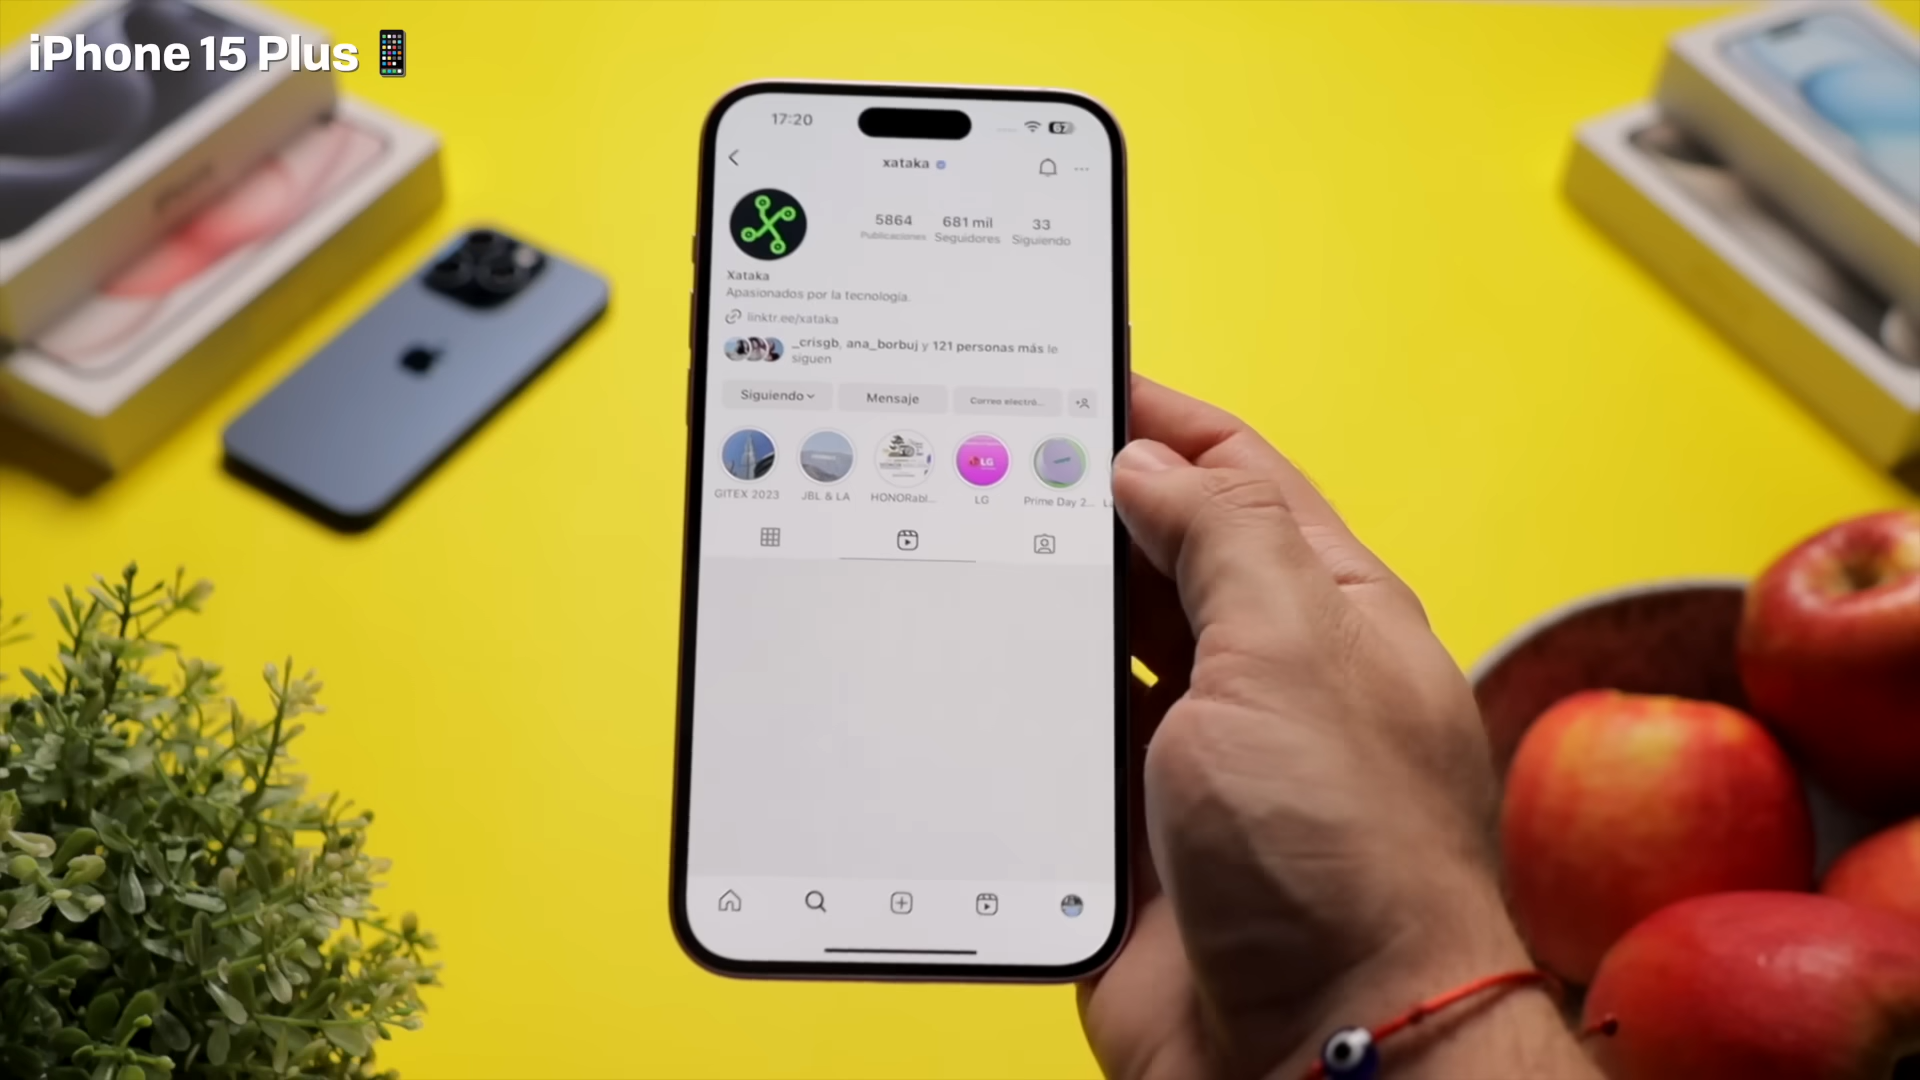 iPhone 15 Plus
17:20
67
xataka
5864
681 mil
33
Publicaciones
Seguidores
Siguiendo
Xataka
Apasionados por la tecnología.
linktr.ee/xataka
_crisgb, ana_borbuj y 121 personas más le
siguen
Siguiendo
Mensaje
Correo electró...
LG
GITEX 2023
JBL & LA
HONORabl...
LG
Prime Day 2...